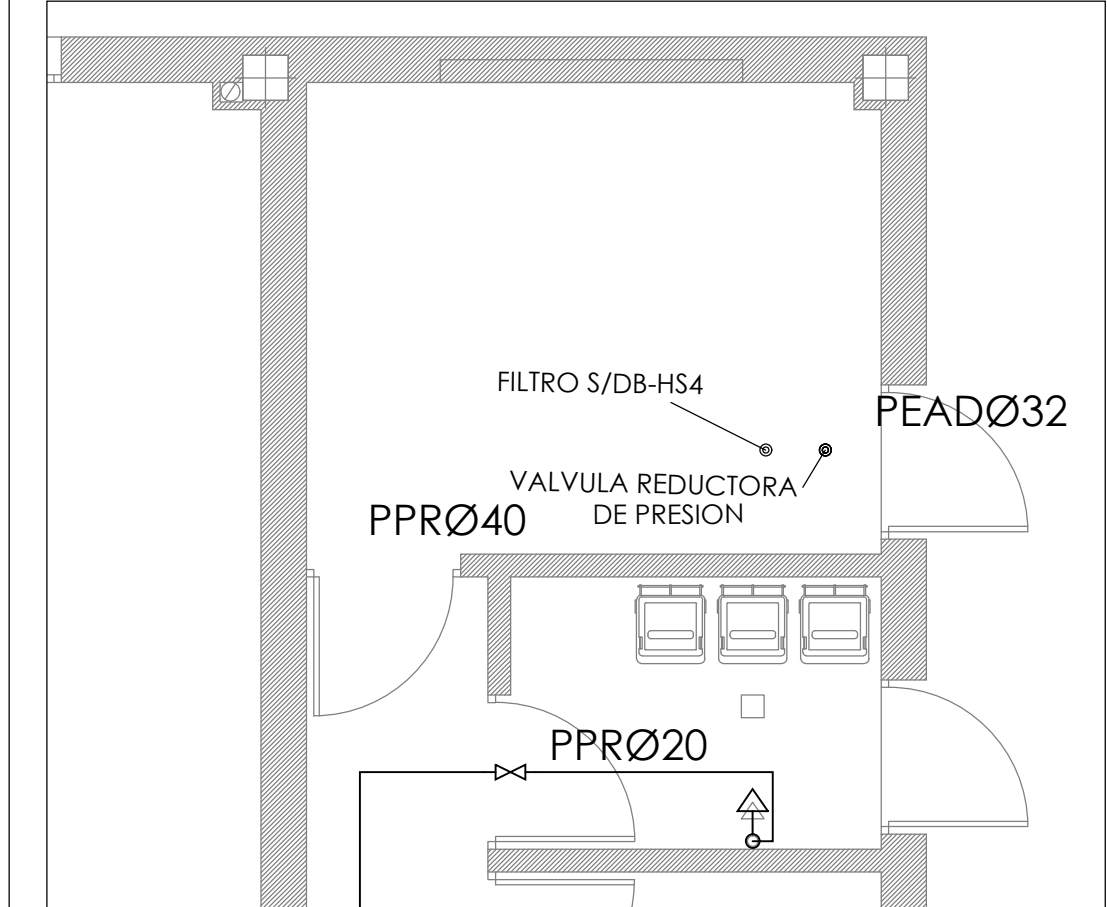 FILTRO S/DB-HS4
PEADØ32
VALVULA REDUCTORA
DE PRESION
PPRØ40
PPRØ20